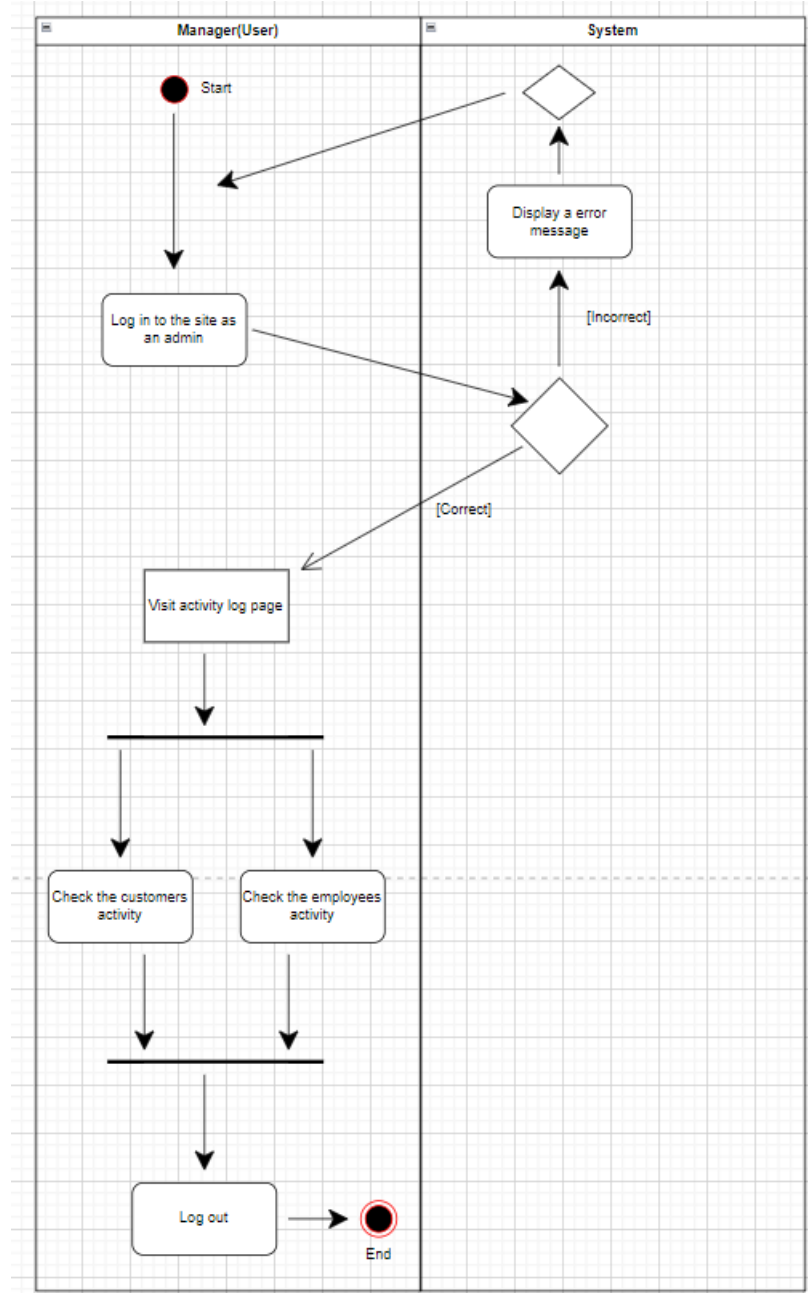 Manager(User)
System
Start
Display a error
message
[Incorrect]
Log in to the site as
an admin
[Correct]
Visit activity log page
Check the customers
activity
Check the employees
activity
Log out
End